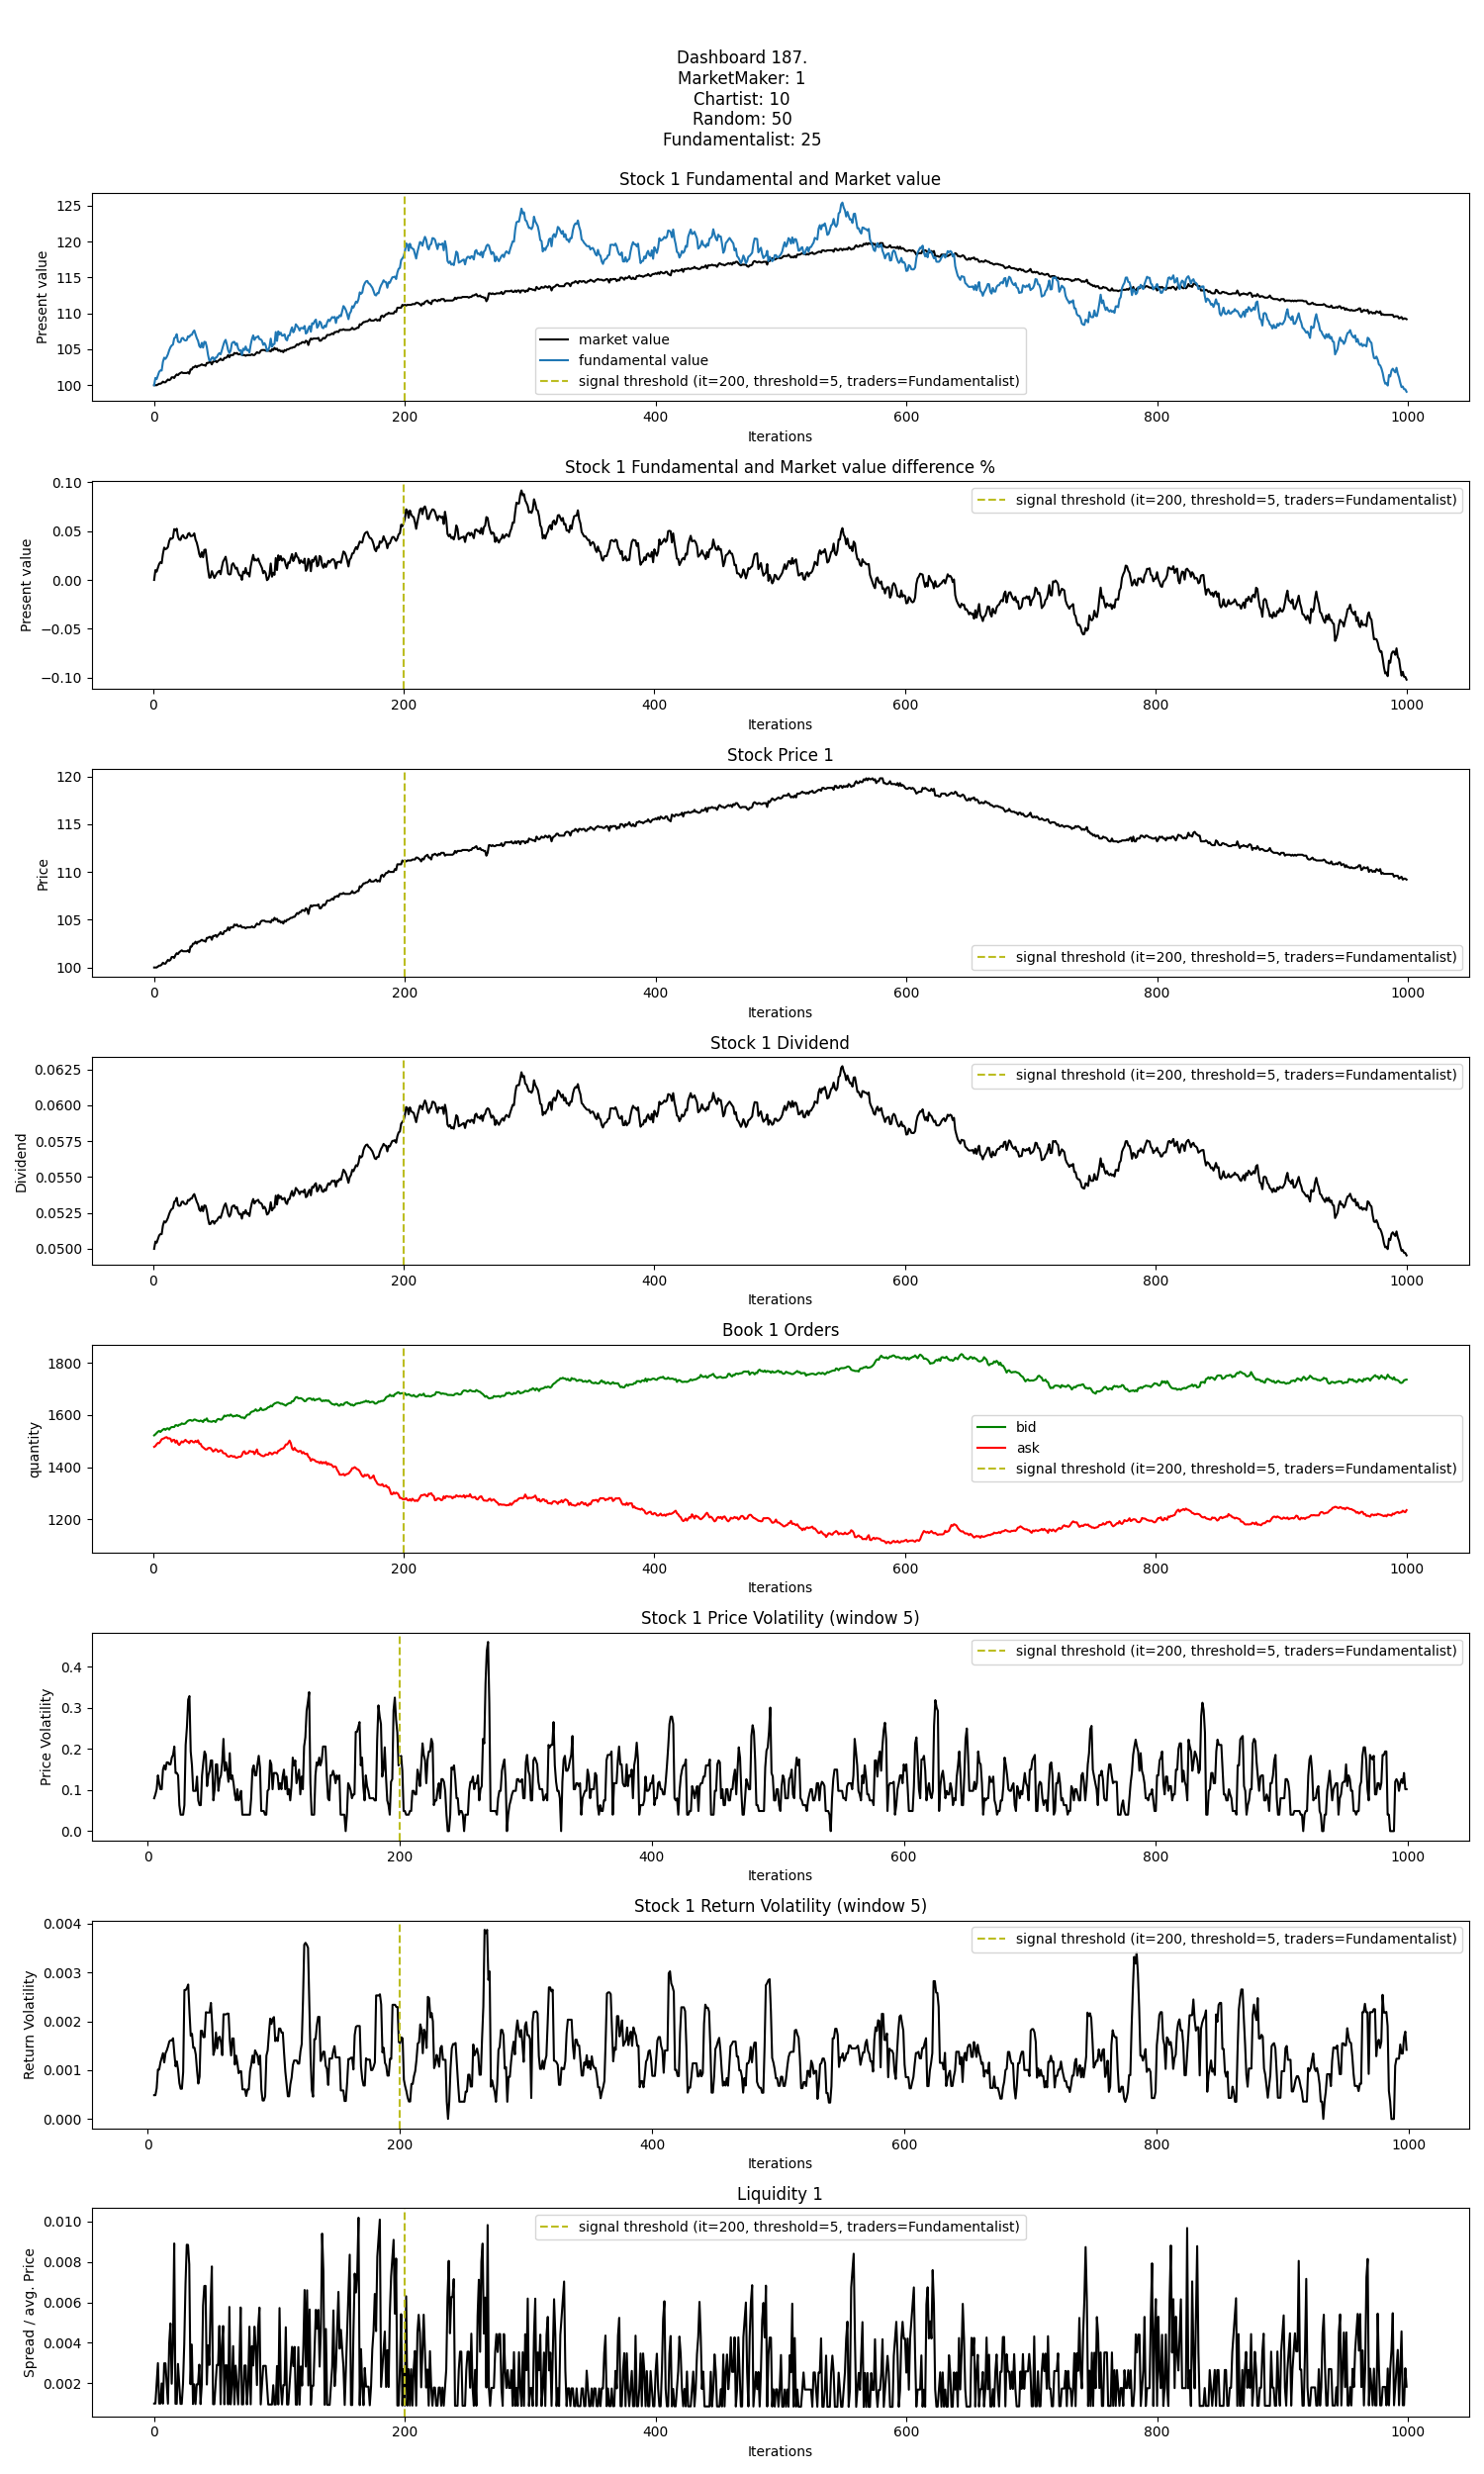 Dashboard 187.
MarketMaker: 1
Chartist: 10
Random: 50
Fundamentalist: 25
Stock 1 Fundamental and Market value
Present value
125
120
115
110
105
100
market value
fundamental value
signal threshold (it=200, threshold=5, traders=Fundamentalist)
0 200 400 600 800 1000
Iterations
Stock 1 Fundamental and Market value difference %
Present value
0.10
0.05
0.00
−0.05
−0.10
signal threshold (it=200, threshold=5, traders=Fundamentalist)
0 200 400 600 800 1000
Iterations
Stock Price 1
Price
120
115
110
105
100
signal threshold (it=200, threshold=5, traders=Fundamentalist)
0 200 400 600 800 1000
Iterations
Stock 1 Dividend
Dividend
0.0625
0.0600
0.0575
0.0550
0.0525
0.0500
signal threshold (it=200, threshold=5, traders=Fundamentalist)
0 200 400 600 800 1000
Iterations
Book 1 Orders
quantity
1800
1600
1400
1200
bid
ask
signal threshold (it=200, threshold=5, traders=Fundamentalist)
0 200 400 600 800 1000
Iterations
Stock 1 Price Volatility (window 5)
Price Volatility
0.4
0.3
0.2
0.1
0.0
signal threshold (it=200, threshold=5, traders=Fundamentalist)
0 200 400 600 800 1000
Iterations
Stock 1 Return Volatility (window 5)
Return Volatility
0.004
0.003
0.002
0.001
0.000
signal threshold (it=200, threshold=5, traders=Fundamentalist)
0 200 400 600 800 1000
Iterations
Liquidity 1
Spread / avg. Price
0.010
0.008
0.006
0.004
0.002
signal threshold (it=200, threshold=5, traders=Fundamentalist)
0 200 400 600 800 1000
Iterations